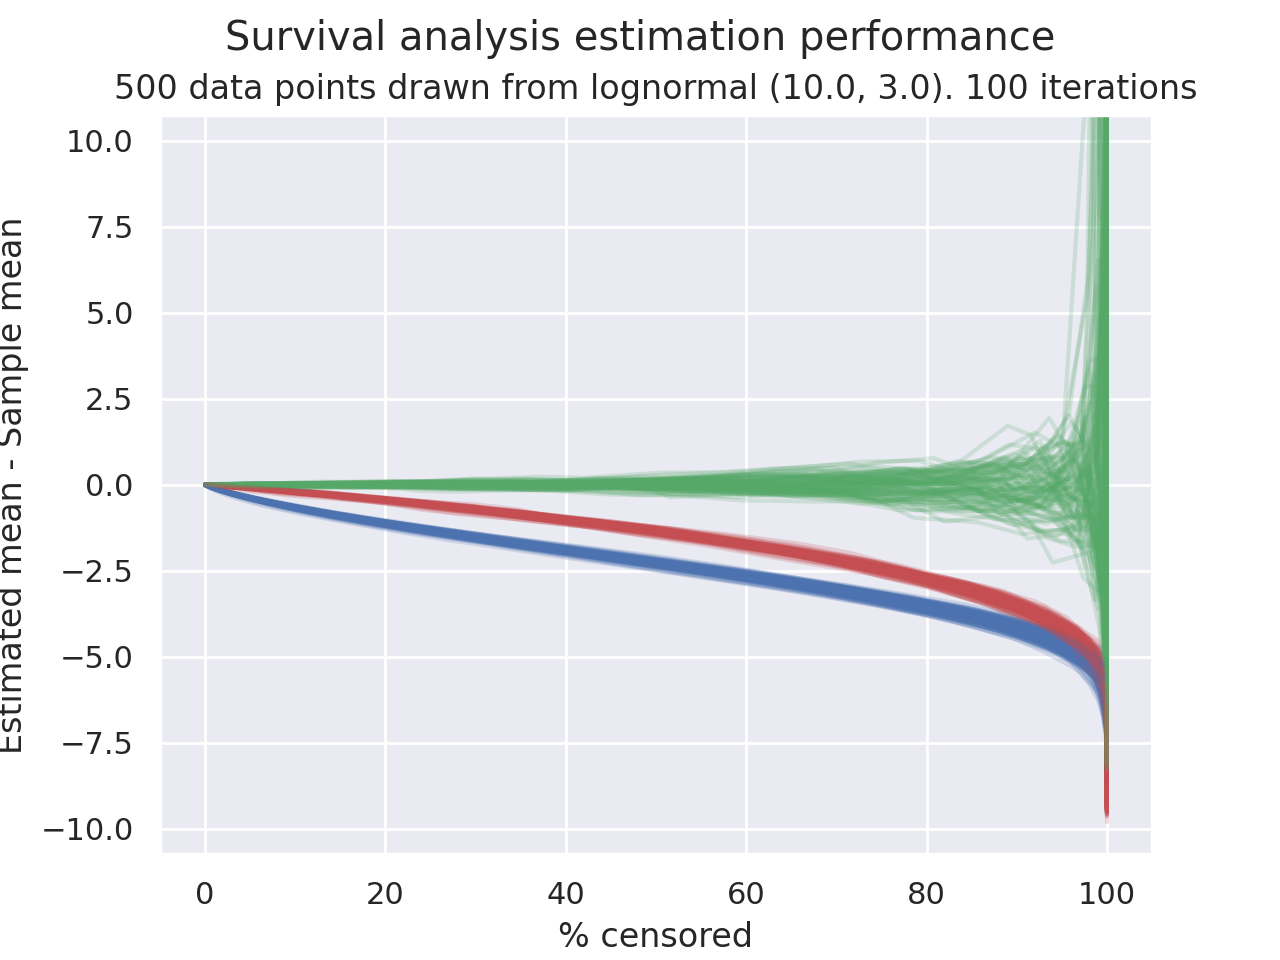 Survival analysis estimation performance
500 data points drawn from lognormal (10.0, 3.0). 100 iterations
Estimated mean - Sample mean
10.0
7.5
5.0
2.5
0.0
−2.5
−5.0
−7.5
−10.0
0 20 40 60 80 100
% censored